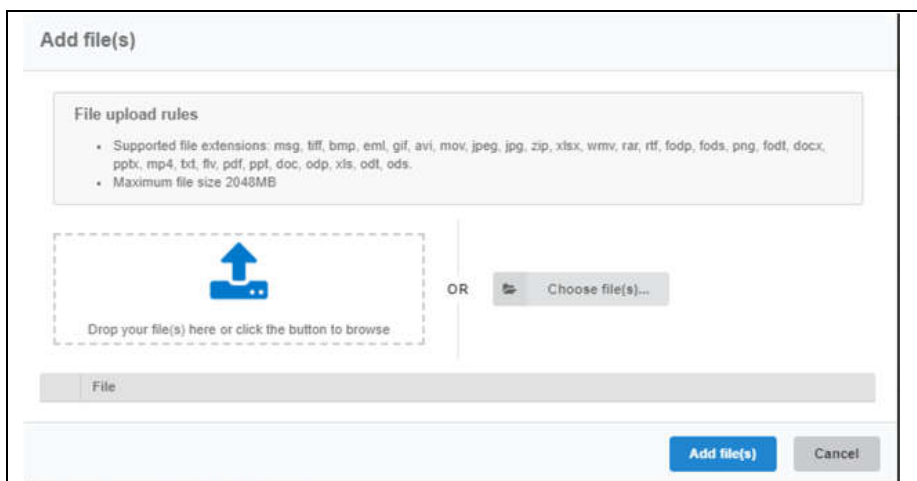 Add file(s)
File upload rules
Supported file extensions: msg, tiff, bmp, eml, gif, avi, mov, jpeg, jpg, zip, xlsx, wmv, rar, rtf, fodp, fods, png, fodt, docx,
pptx, mp4, txt, flv, pdf, ppt, doc, odp, xls, odt, ods.
Maximum file size 2048MB
Drop your file(s) here or click the button to browse
OR
Choose file(s)...
File
Add file(s)
Cancel